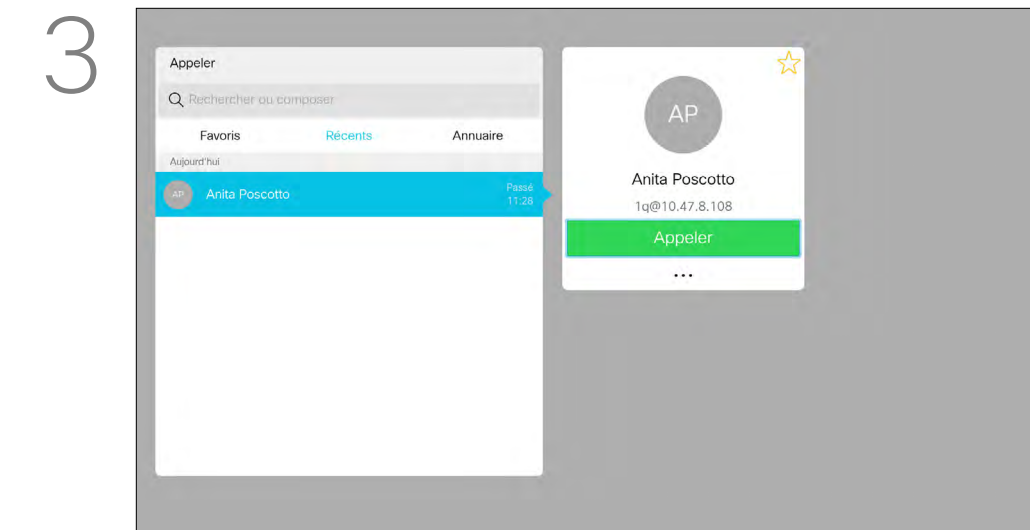 3
Appeler
Rechercher ou composer
Favoris Récents Annuaire
Aujourd'hui
AP Anita Poscotto Passé
11:28
AP
Anita Poscotto
1q@10.47.8.108
Appeler
...